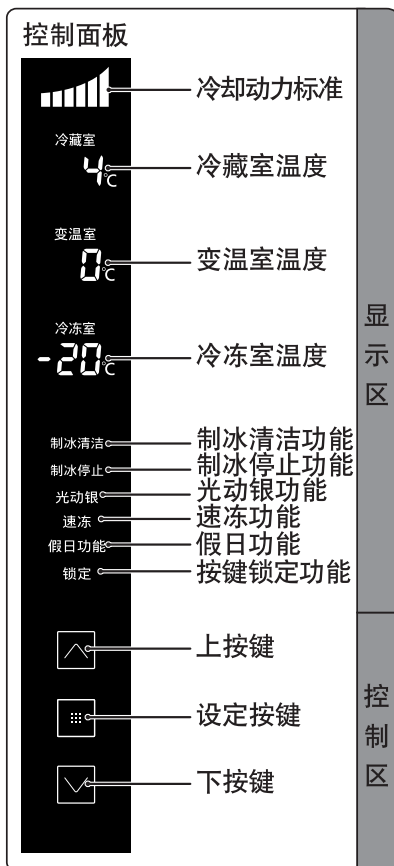 控制面板
冷却动力标准
冷藏室
4℃
冷藏室温度
变温室
0℃
变温室温度
冷冻室
-20℃
冷冻室温度
制冰清洁
制冰清洁功能
制冰停止
制冰停止功能
光动银
光动银功能
速冻
速冻功能
假日功能
假日功能
锁定
按键锁定功能
上按键
设定按键
下按键
显示区
控制区